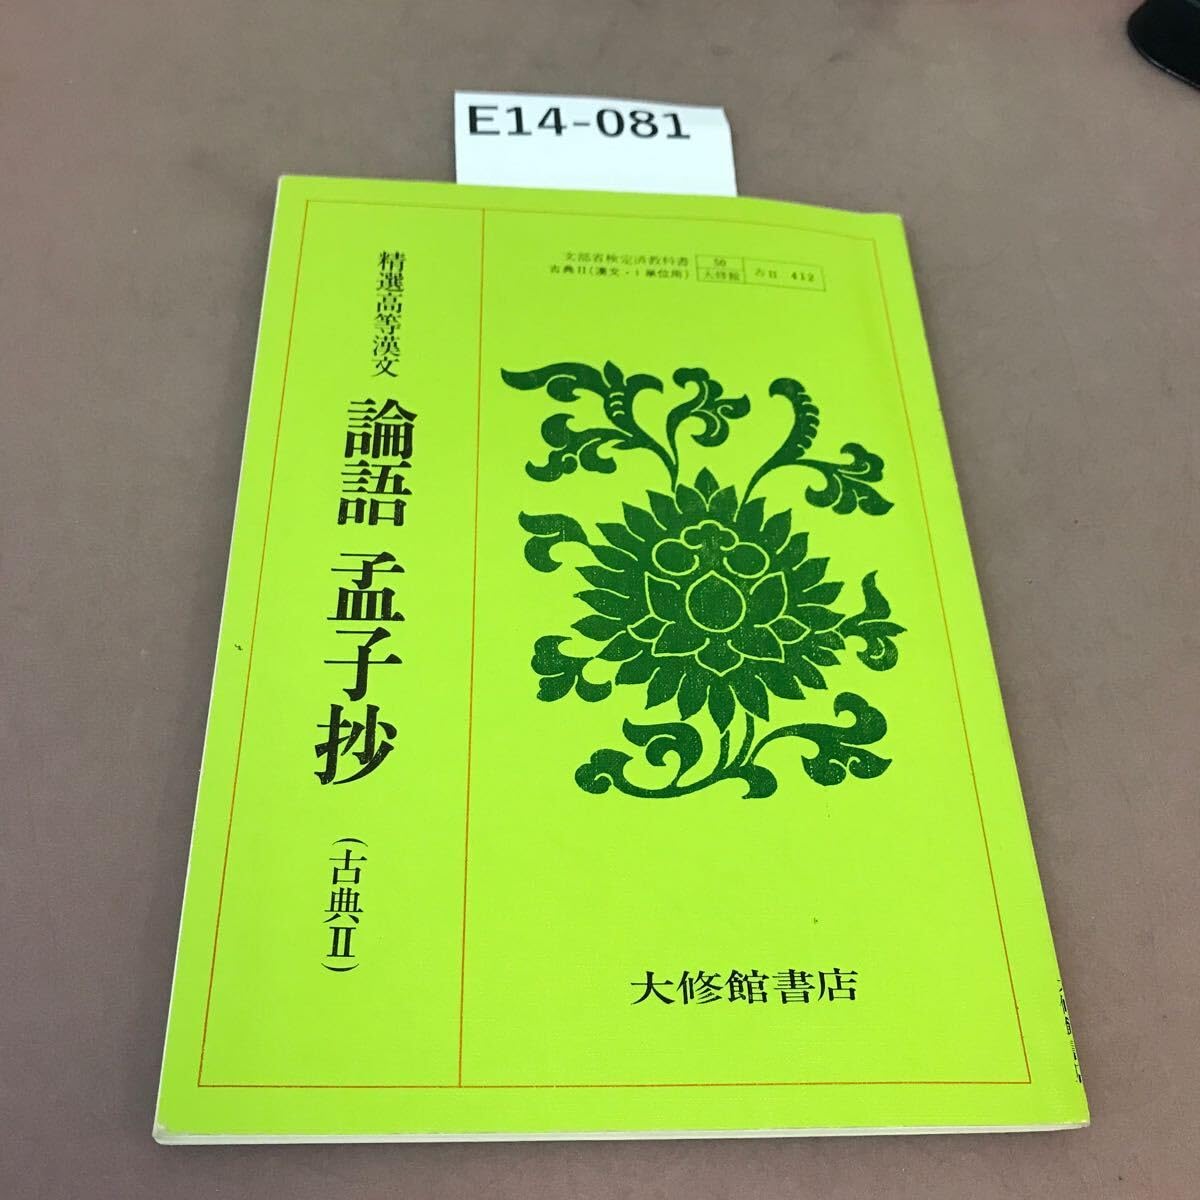 E14-081
文部省検定済教科書
古典II(漢文・1単位用)
50
大修館
古II 412
精選高等漢文
論語 孟子抄
(古典II)
大修館書店